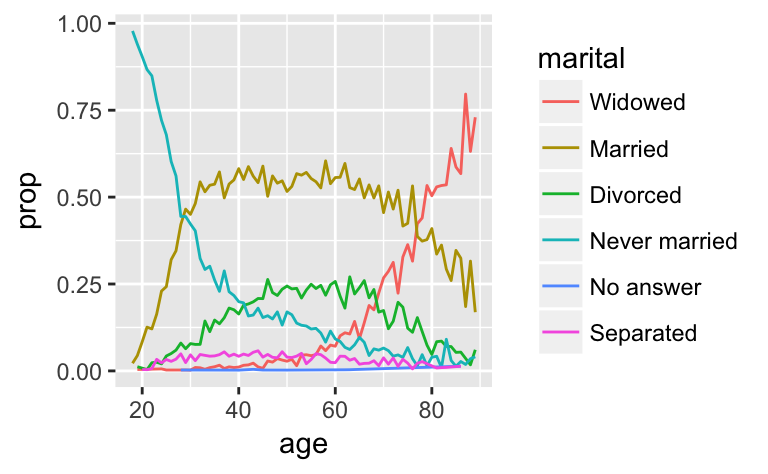 1.00
0.75
0.50
0.25
0.00
prop
20 40 60 80
age
marital
Widowed
Married
Divorced
Never married
No answer
Separated